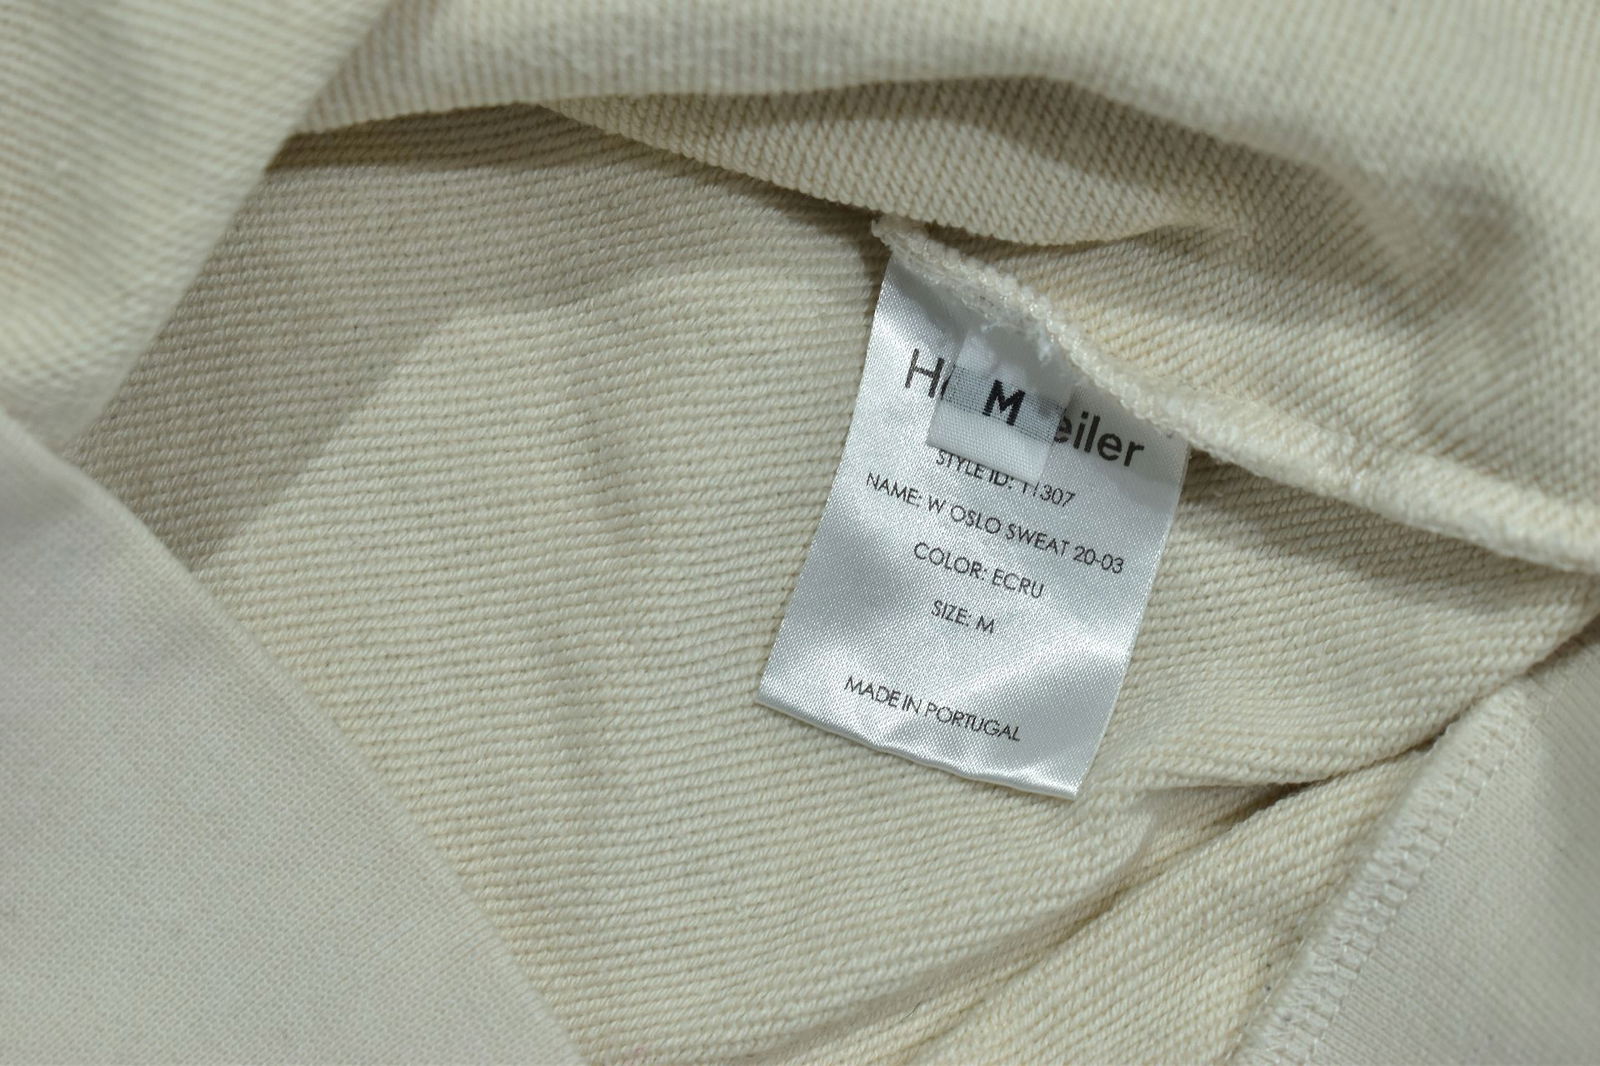 M
eiler
STYLE ID: 11307
NAME: W OSLO SWEAT 20-03
COLOR: ECRU
SIZE: M
MADE IN PORTUGAL